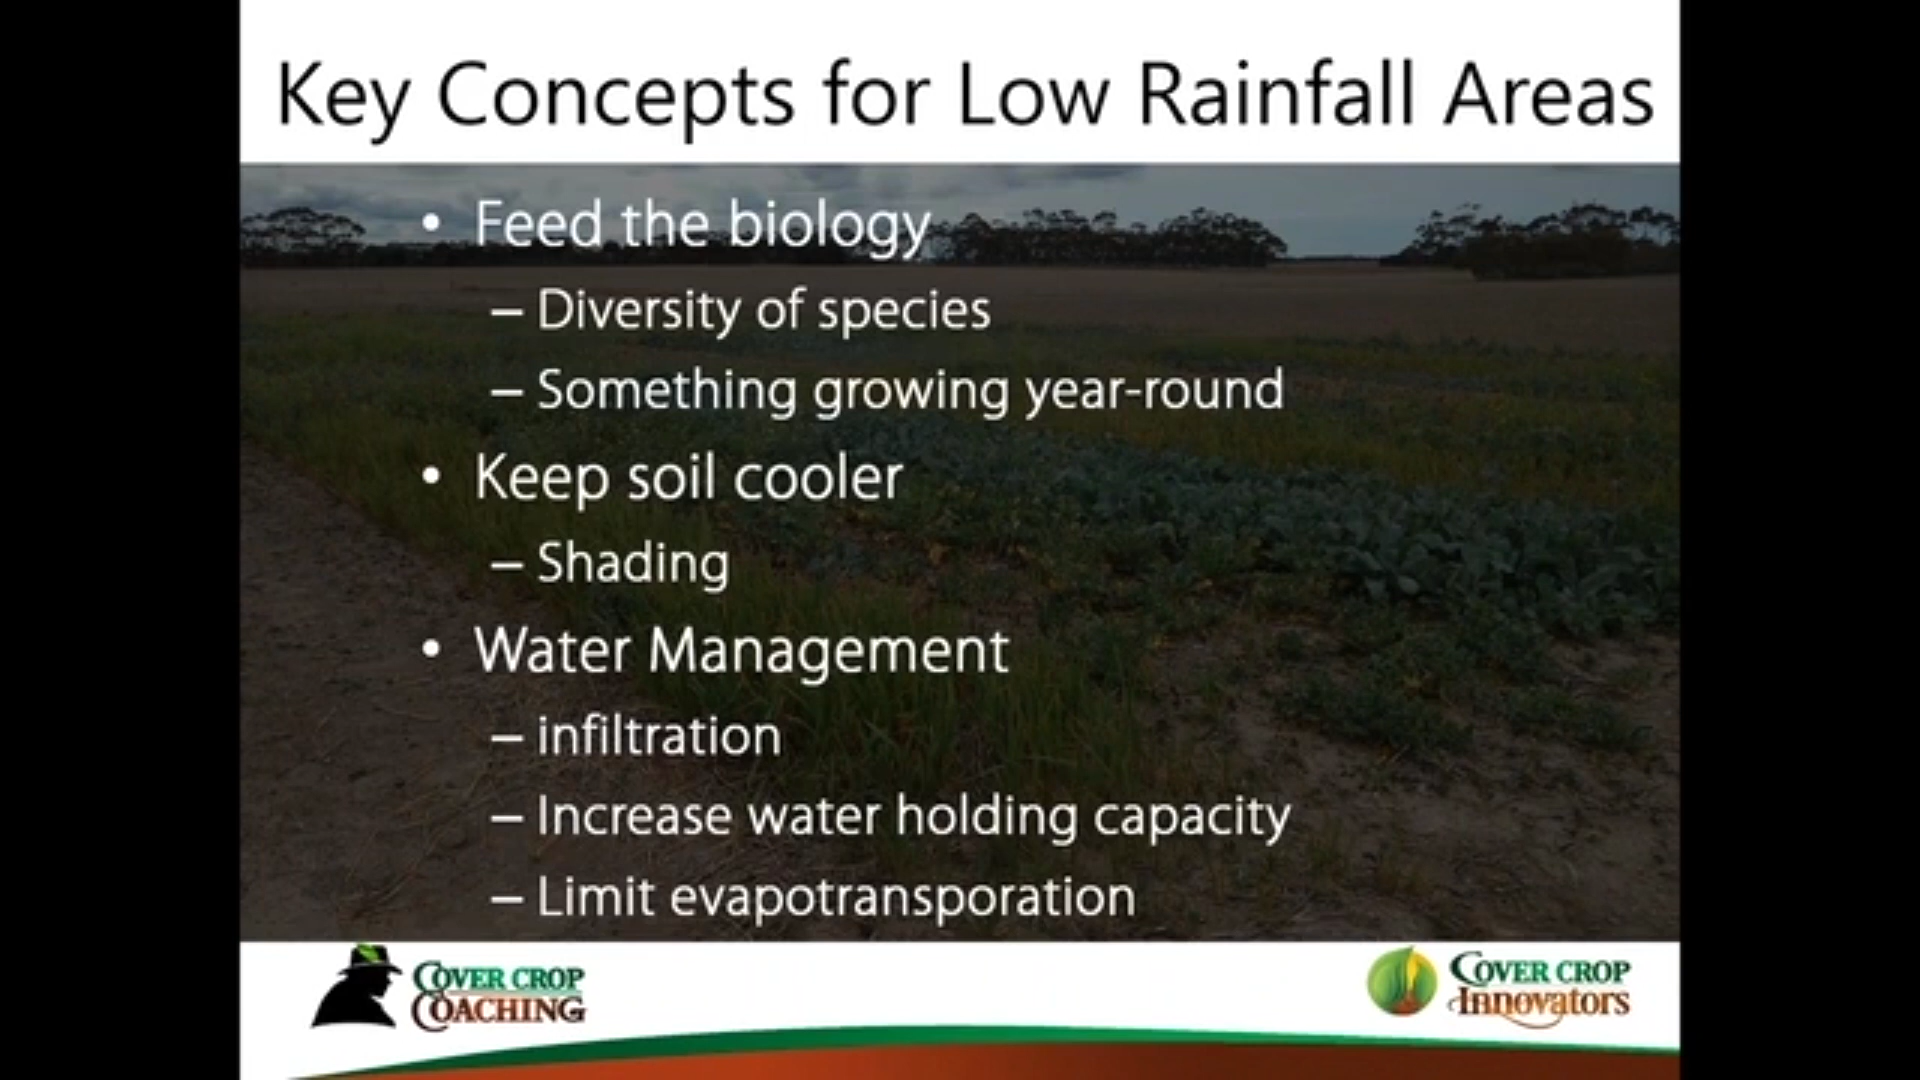 Key Concepts for Low Rainfall Areas
• Feed the biology
– Diversity of species
– Something growing year-round
• Keep soil cooler
– Shading
• Water Management
– infiltration
– Increase water holding capacity
– Limit evapotransporation
COVER CROP
COACHING
COVER CROP
Innovators